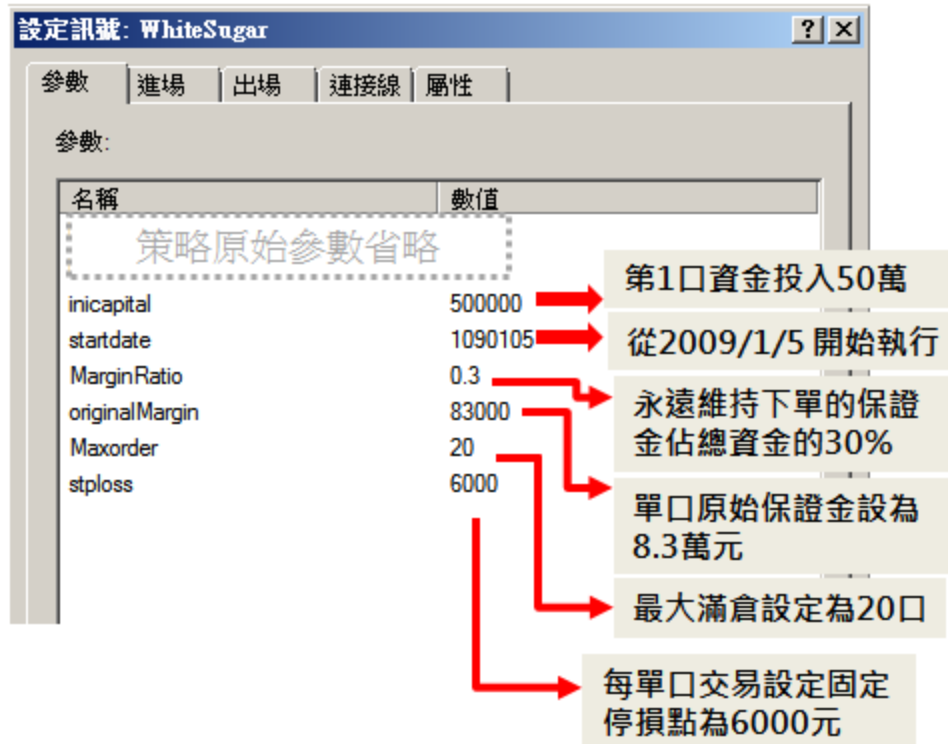 設定訊號: WhiteSugar
參數 進場 出場 連接線 屬性
參數:
名稱 數值
策略原始參數省略
inicapital 500000
第1口資金投入50萬
startdate 1090105
從2009/1/5 開始執行
MarginRatio 0.3
永遠維持下單的保證
金佔總資金的30%
originalMargin 83000
單口原始保證金設為
8.3萬元
Maxorder 20
最大滿倉設定為20口
stploss 6000
每單口交易設定固定
停損點為6000元